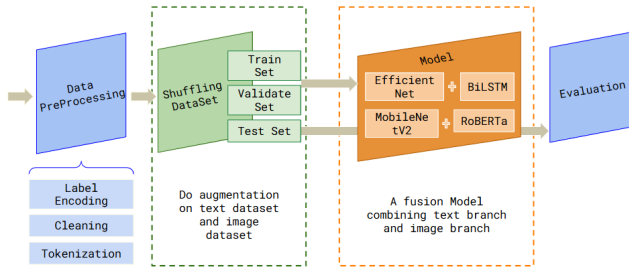 Data
PreProcessing
Label
Encoding
Cleaning
Tokenization
Shuffling
DataSet
Train
Set
Validate
Set
Test Set
Do augmentation
on text dataset
and image
dataset
Model
Efficient
Net
+
BiLSTM
MobileNe
tV2
+
RoBERTa
A fusion Model
combining text branch
and image branch
Evaluation